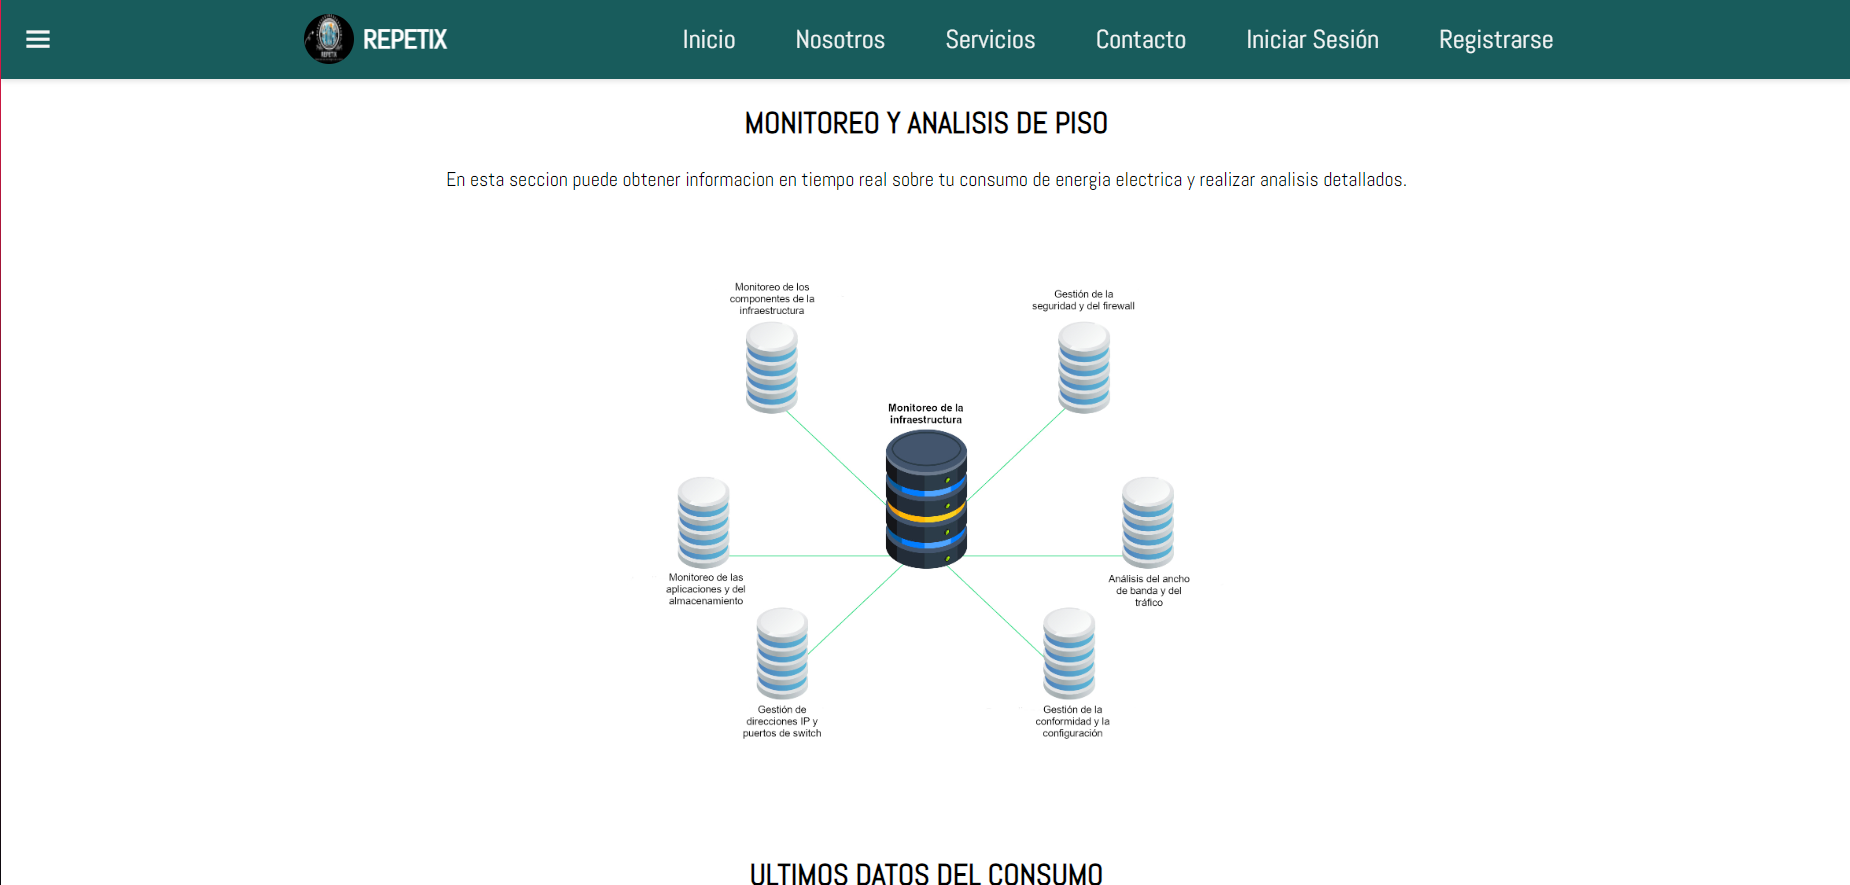 REPETIX
Inicio
Nosotros
Servicios
Contacto
Iniciar Sesión
Registrarse
MONITOREO Y ANALISIS DE PISO
En esta seccion puede obtener informacion en tiempo real sobre tu consumo de energia electrica y realizar analisis detallados.
Monitoreo de los
componentes de la
infraestructura
Gestión de la
seguridad y del firewall
Monitoreo de la
infraestructura
Monitoreo de las
aplicaciones y del
almacenamiento
Análisis del ancho
de banda y del
tráfico
Gestión de
direcciones IP y
puertos de switch
Gestión de la
conformidad y la
configuración
ULTIMOS DATOS DEL CONSUMO